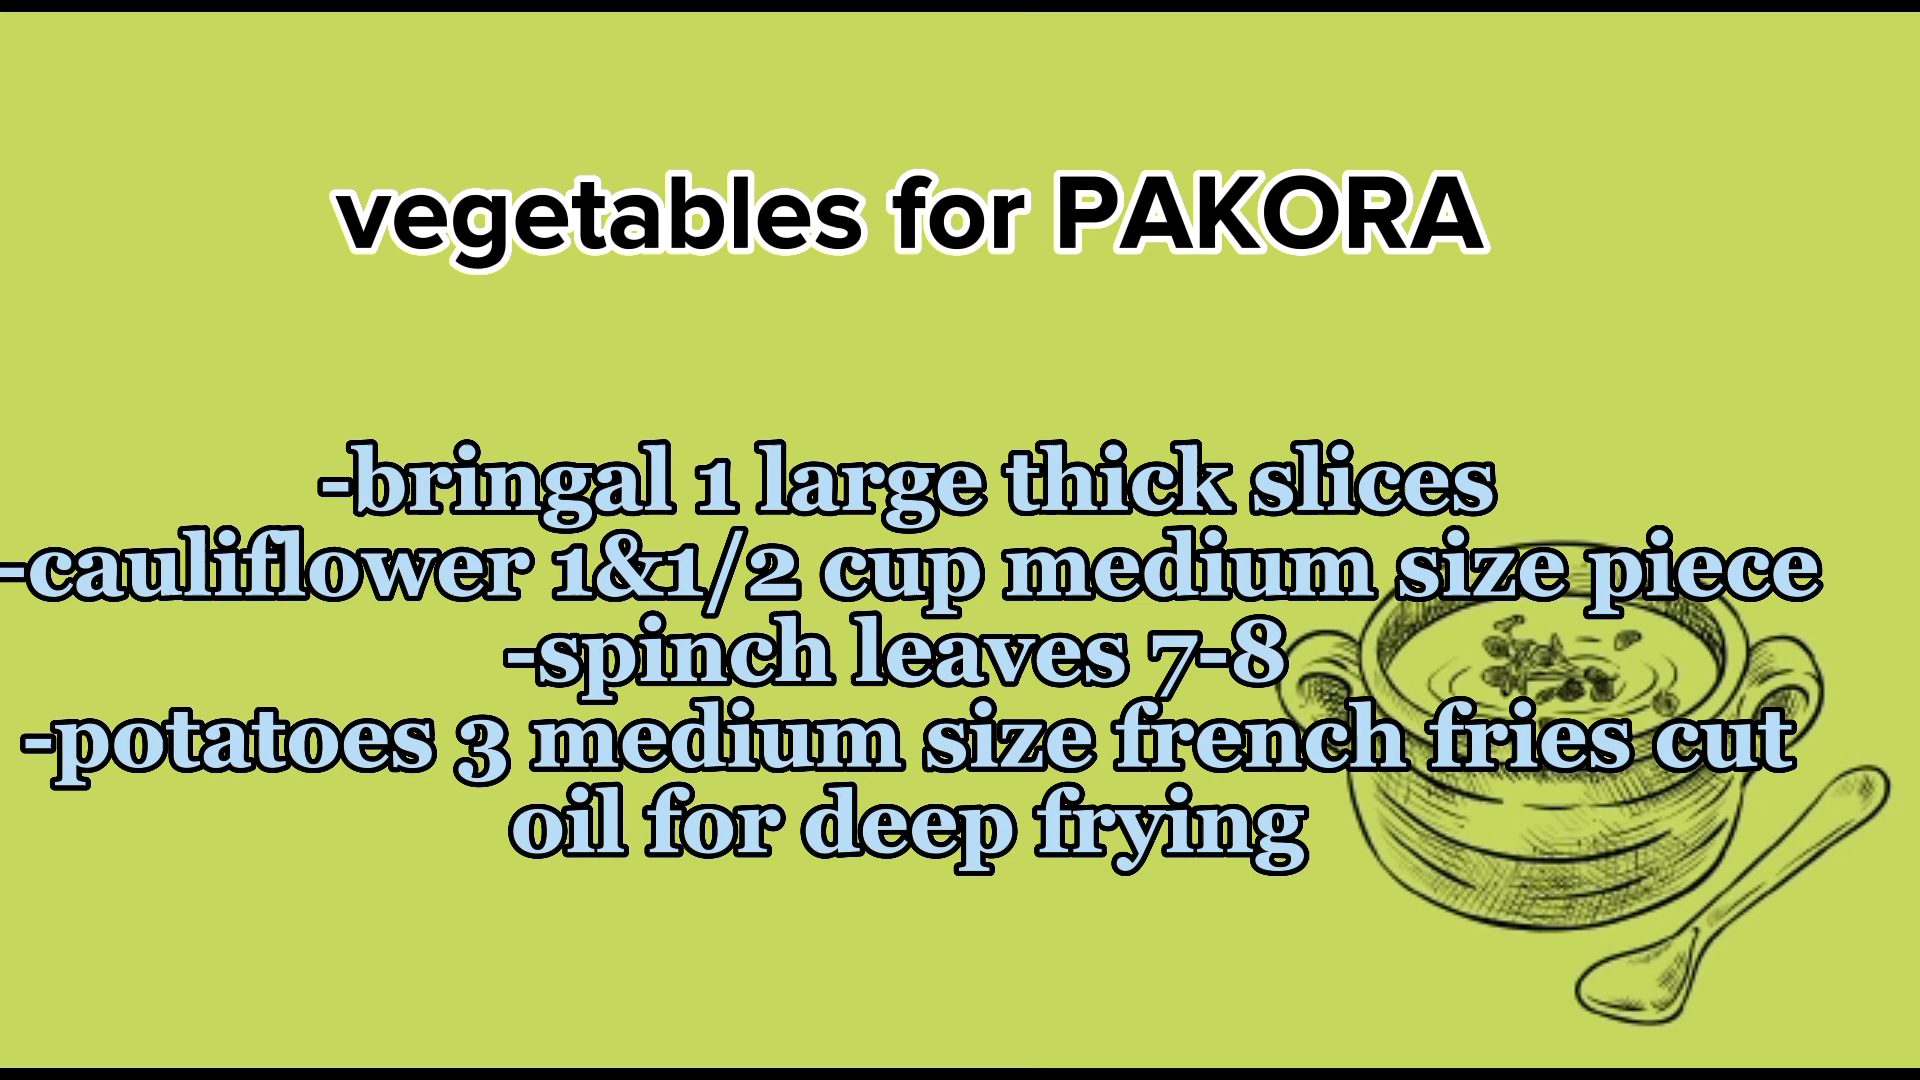 vegetables for PAKORA
-bringal 1 large thick slices
-cauliflower 1&1/2 cup medium size piece
-spinch leaves 7-8
-potatoes 3 medium size french fries cut
oil for deep frying